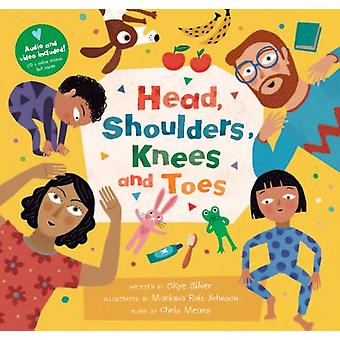 Audio and
video included!
Head,
Shoulders,
Knees
and Toes
WRITTEN BY Skye Silver
ILLUSTRATED BY Mariana Ruiz Johnson
SUNG BY Chris Mears